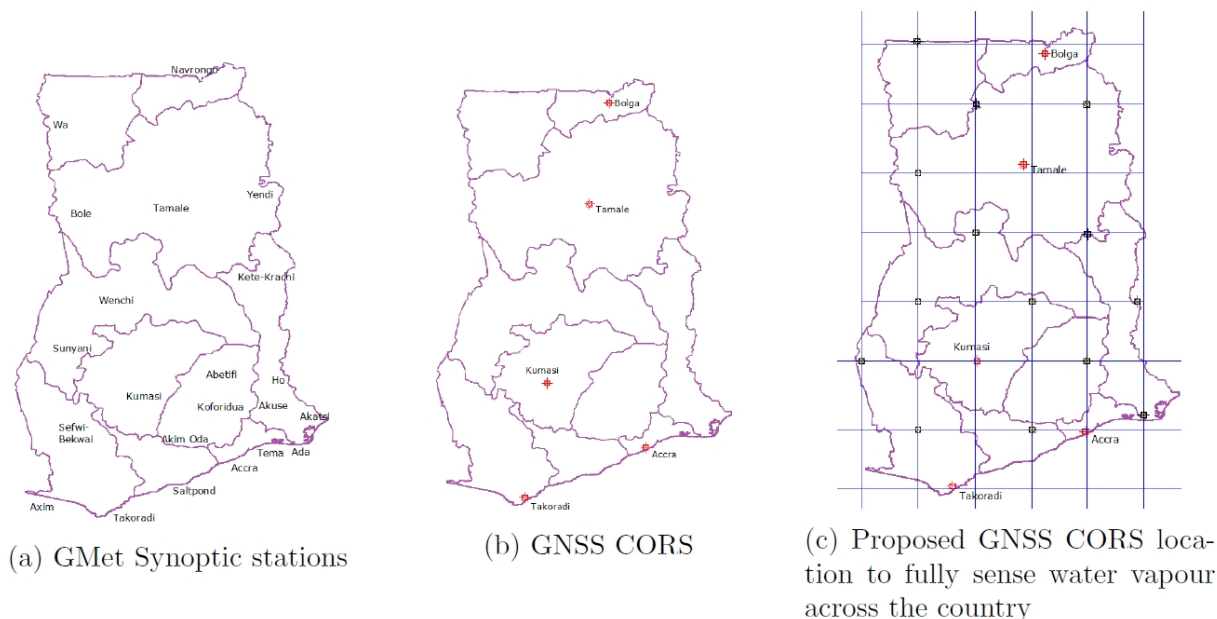 Navrongo
Wa
Yendi
Bole
Tamale
Kete-Krachi
Wenchi
Sunyani
Abetifi
Ho
Kumasi
Koforidua
Akuse
Akatsi
Sefwi-
Bekwai
Akim Oda
Tema
Ada
Accra
Saltpond
Axim
Takoradi
(a) GMet Synoptic stations
Bolga
Tamale
Kumasi
Accra
Takoradi
(b) GNSS CORS
Bolga
Tamale
Kumasi
Accra
Takoradi
(c) Proposed GNSS CORS loca-
tion to fully sense water vapour
across the country